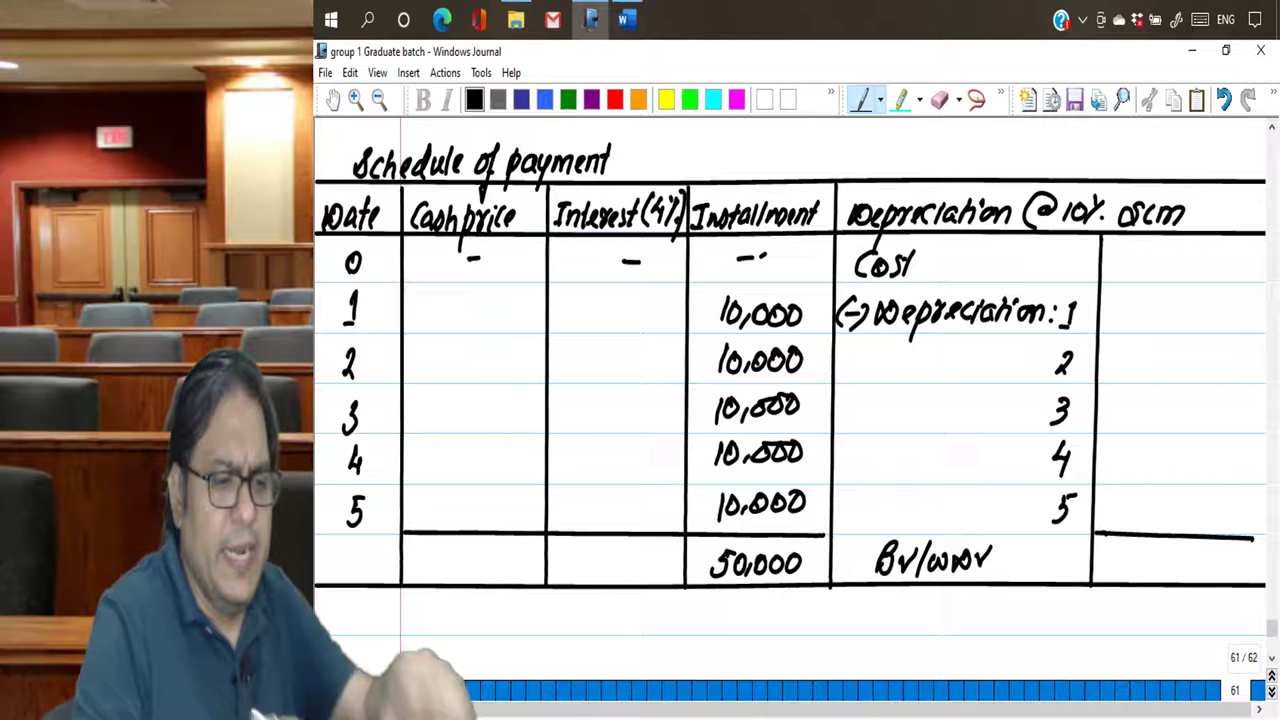 ENG
group 1 Graduate batch - Windows Journal
File Edit View Insert Actions Tools Help
B I
Schedule of payment
Date Cash price Interest (4%) Installment Depreciation @ 10% OSCM
0 - - - Cost
1 10,000 (-) Depreciation: 1
2 10,000 2
3 10,000 3
4 10,000 4
5 10,000 5
50,000 BV/WDV
61 / 62
61